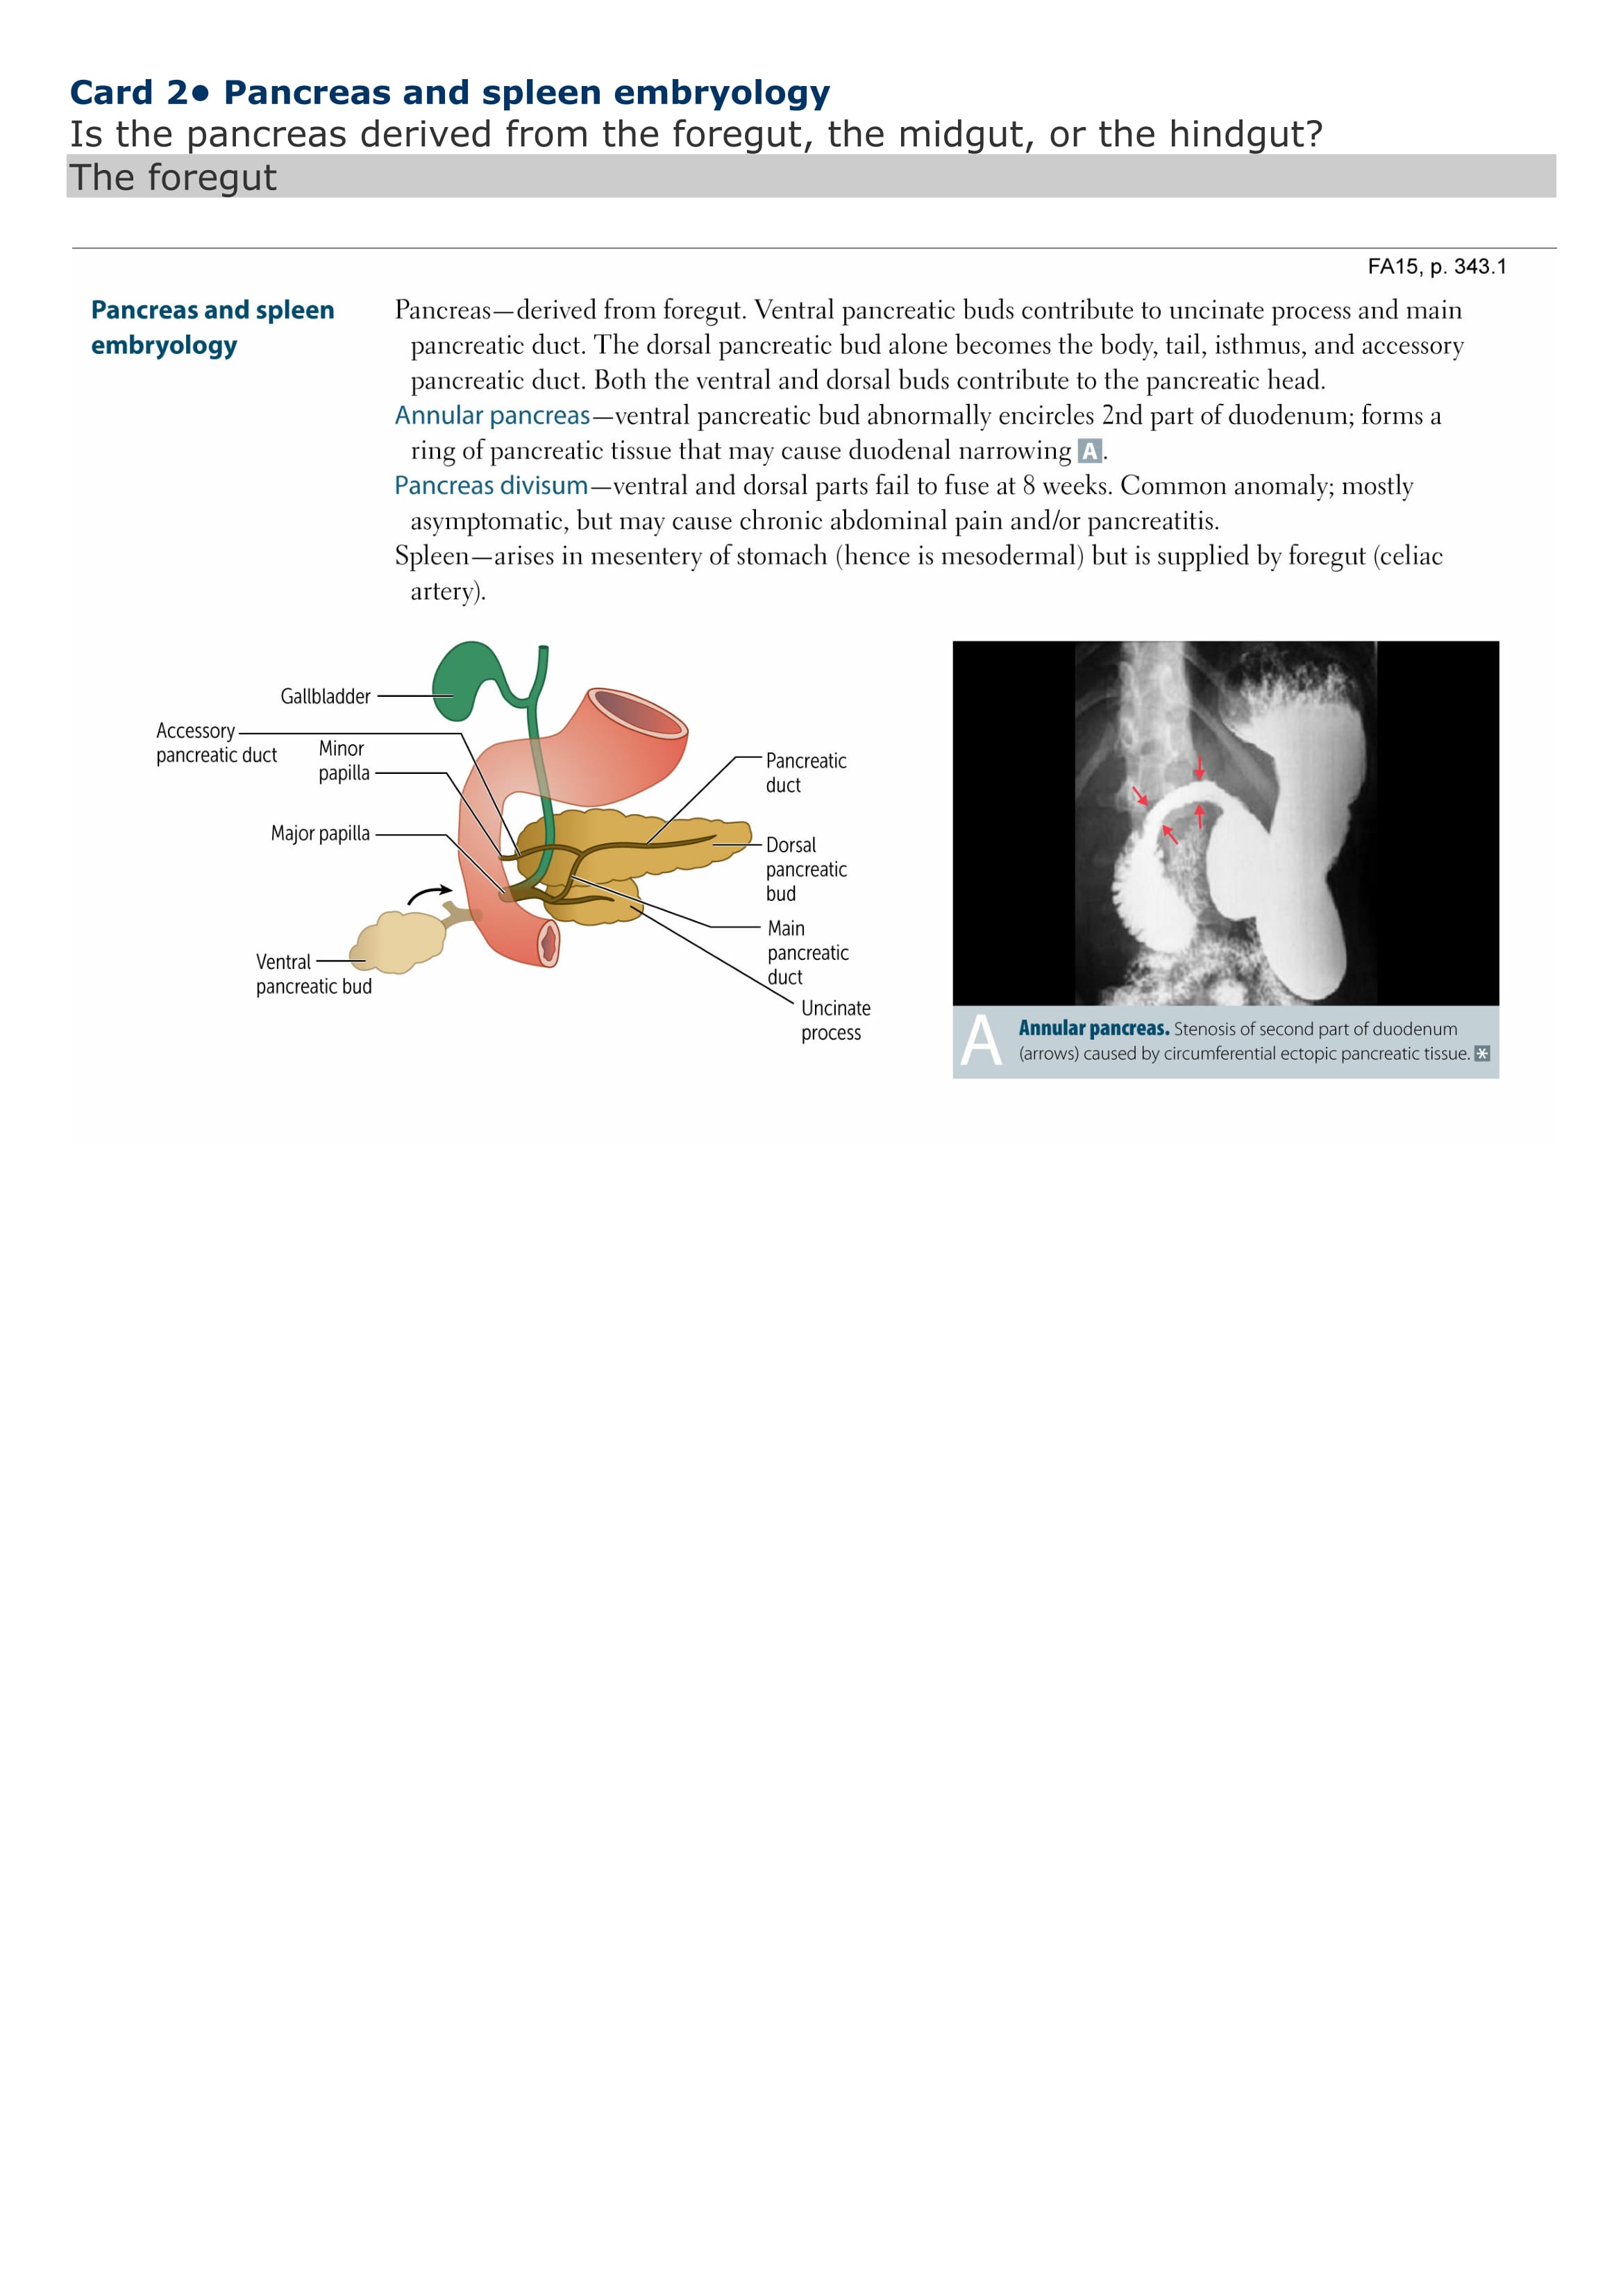 Card 2● Pancreas and spleen embryology
Is the pancreas derived from the foregut, the midgut, or the hindgut?
The foregut
FA15, p. 343.1
Pancreas and spleen
embryology
Pancreas—derived from foregut. Ventral pancreatic buds contribute to uncinate process and main
pancreatic duct. The dorsal pancreatic bud alone becomes the body, tail, isthmus, and accessory
pancreatic duct. Both the ventral and dorsal buds contribute to the pancreatic head.
Annular pancreas—ventral pancreatic bud abnormally encircles 2nd part of duodenum; forms a
ring of pancreatic tissue that may cause duodenal narrowing A.
Pancreas divisum—ventral and dorsal parts fail to fuse at 8 weeks. Common anomaly; mostly
asymptomatic, but may cause chronic abdominal pain and/or pancreatitis.
Spleen—arises in mesentery of stomach (hence is mesodermal) but is supplied by foregut (celiac
artery).
Gallbladder
Accessory
pancreatic duct
Minor
papilla
Major papilla
Ventral
pancreatic bud
Pancreatic
duct
Dorsal
pancreatic
bud
Main
pancreatic
duct
Uncinate
process
A
Annular pancreas. Stenosis of second part of duodenum
(arrows) caused by circumferential ectopic pancreatic tissue. *